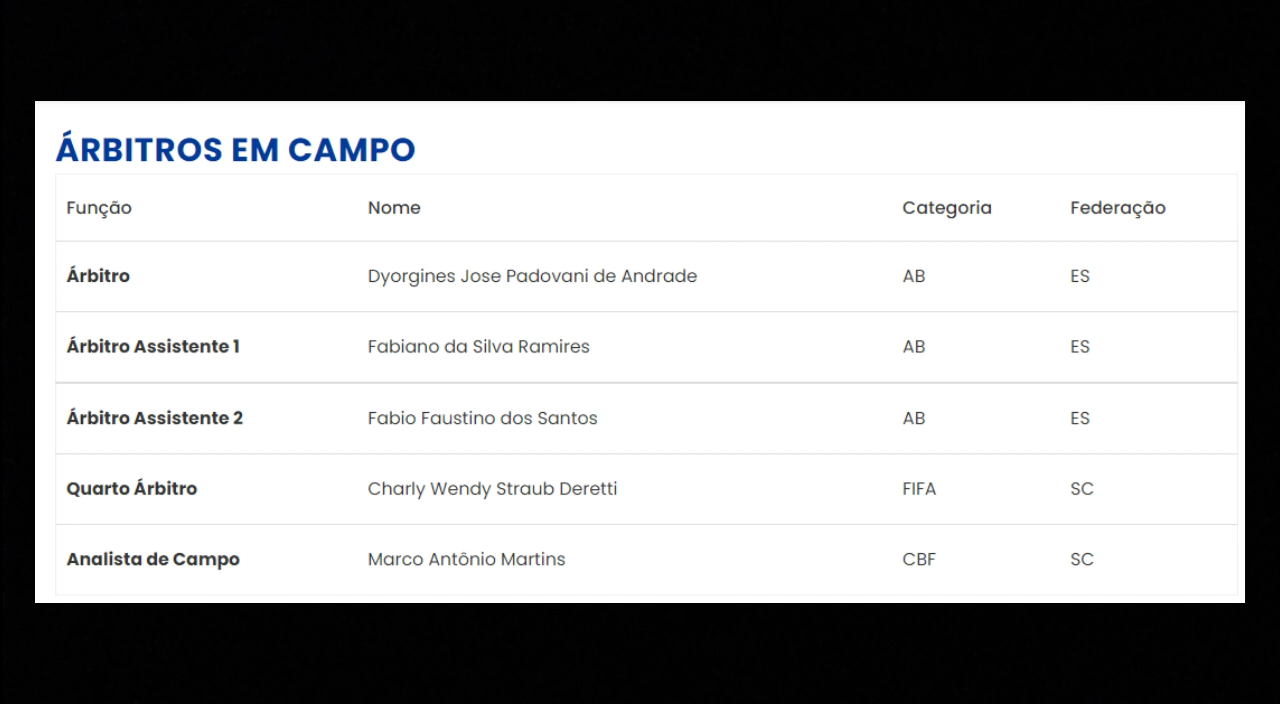 ÁRBITROS EM CAMPO
Função Nome Categoria Federação
Árbitro Dyorgines Jose Padovani de Andrade AB ES
Árbitro Assistente 1 Fabiano da Silva Ramires AB ES
Árbitro Assistente 2 Fabio Faustino dos Santos AB ES
Quarto Árbitro Charly Wendy Straub Deretti FIFA SC
Analista de Campo Marco Antônio Martins CBF SC